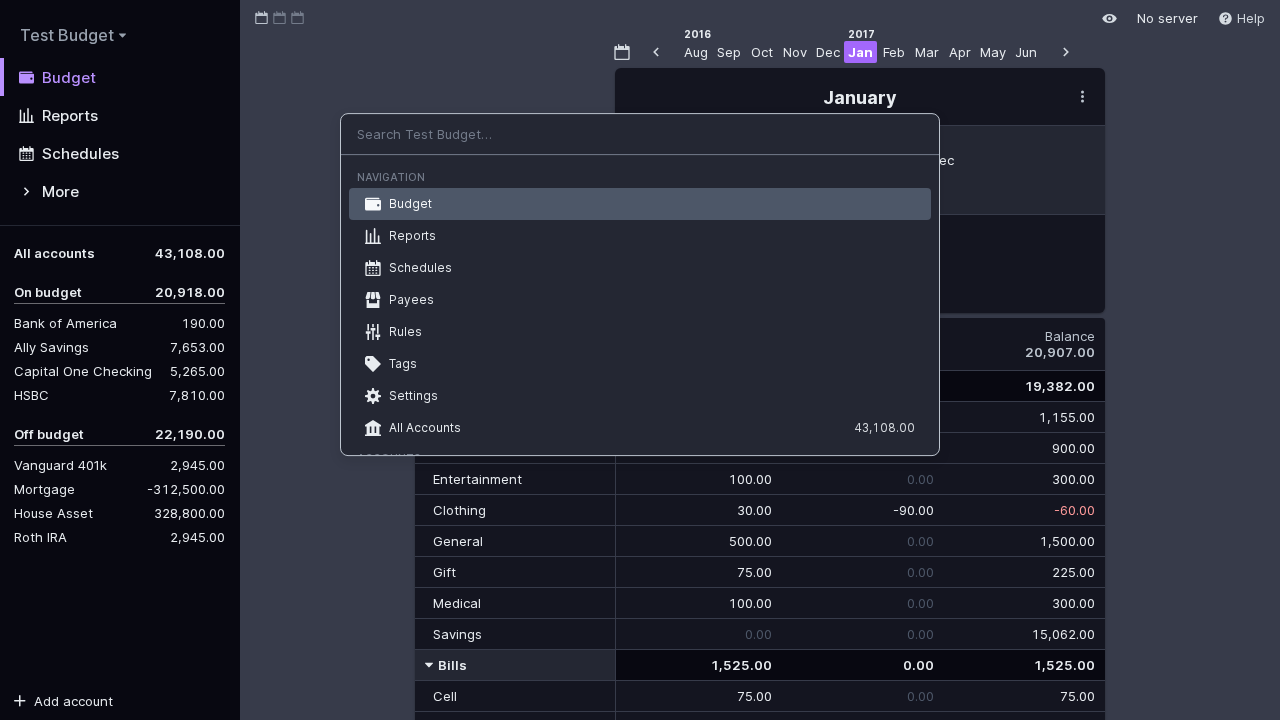 Test Budget
Budget
Reports
Schedules
More
All accounts 43,108.00
On budget 20,918.00
Bank of America 190.00
Ally Savings 7,653.00
Capital One Checking 5,265.00
HSBC 7,810.00
Off budget 22,190.00
Vanguard 401k 2,945.00
Mortgage -312,500.00
House Asset 328,800.00
Roth IRA 2,945.00
Add account
No server
Help
2016 2017
Aug Sep Oct Nov Dec Jan Feb Mar Apr May Jun
January
Search Test Budget...
NAVIGATION
Budget
Reports
Schedules
Payees
Rules
Tags
Settings
All Accounts 43,108.00
ec
Balance
20,907.00
19,382.00
1,155.00
900.00
Entertainment 100.00 0.00 300.00
Clothing 30.00 -90.00 -60.00
General 500.00 0.00 1,500.00
Gift 75.00 0.00 225.00
Medical 100.00 0.00 300.00
Savings 0.00 0.00 15,062.00
Bills 1,525.00 0.00 1,525.00
Cell 75.00 0.00 75.00